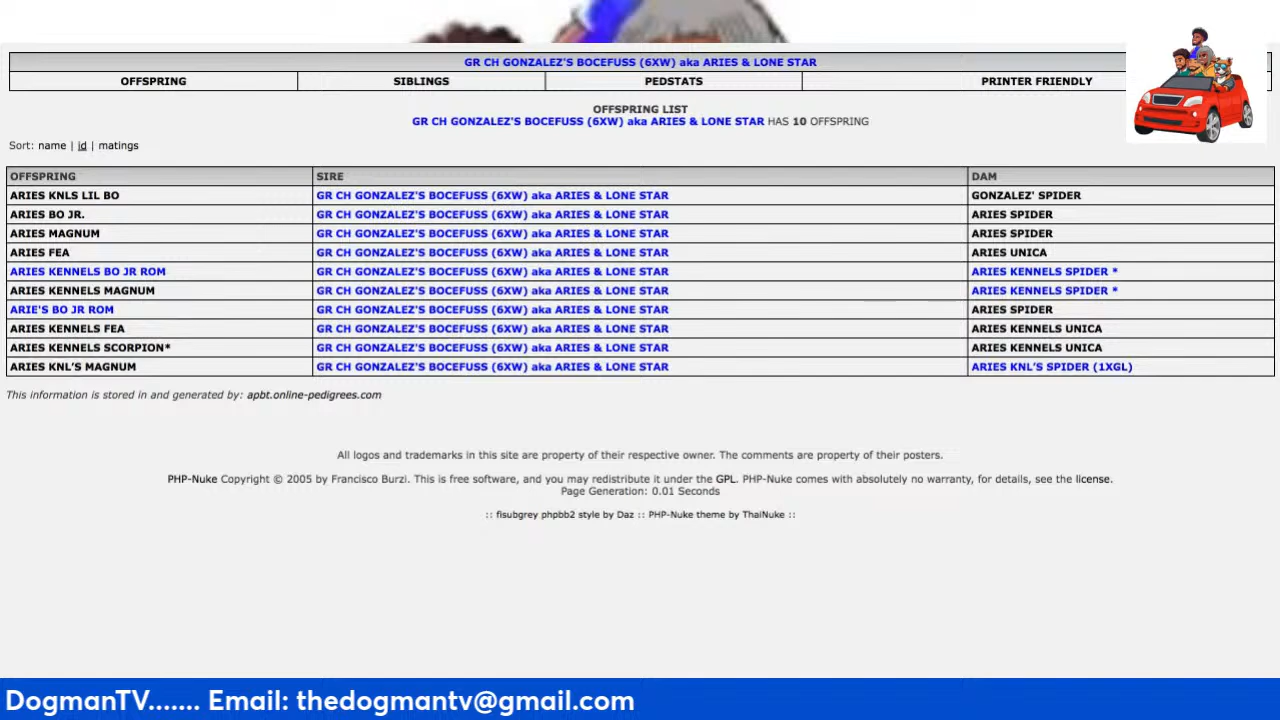 GR CH GONZALEZ'S BOCEFUSS (6XW) aka ARIES & LONE STAR
OFFSPRING SIBLINGS PEDSTATS PRINTER FRIENDLY
OFFSPRING LIST
GR CH GONZALEZ'S BOCEFUSS (6XW) aka ARIES & LONE STAR HAS 10 OFFSPRING
Sort: name | id | matings
OFFSPRING SIRE DAM
ARIES KNLS LIL BO GR CH GONZALEZ'S BOCEFUSS (6XW) aka ARIES & LONE STAR GONZALEZ' SPIDER
ARIES BO JR. GR CH GONZALEZ'S BOCEFUSS (6XW) aka ARIES & LONE STAR ARIES SPIDER
ARIES MAGNUM GR CH GONZALEZ'S BOCEFUSS (6XW) aka ARIES & LONE STAR ARIES SPIDER
ARIES FEA GR CH GONZALEZ'S BOCEFUSS (6XW) aka ARIES & LONE STAR ARIES UNICA
ARIES KENNELS BO JR ROM GR CH GONZALEZ'S BOCEFUSS (6XW) aka ARIES & LONE STAR ARIES KENNELS SPIDER *
ARIES KENNELS MAGNUM GR CH GONZALEZ'S BOCEFUSS (6XW) aka ARIES & LONE STAR ARIES KENNELS SPIDER *
ARIE'S BO JR ROM GR CH GONZALEZ'S BOCEFUSS (6XW) aka ARIES & LONE STAR ARIES SPIDER
ARIES KENNELS FEA GR CH GONZALEZ'S BOCEFUSS (6XW) aka ARIES & LONE STAR ARIES KENNELS UNICA
ARIES KENNELS SCORPION* GR CH GONZALEZ'S BOCEFUSS (6XW) aka ARIES & LONE STAR ARIES KENNELS UNICA
ARIES KNL'S MAGNUM GR CH GONZALEZ'S BOCEFUSS (6XW) aka ARIES & LONE STAR ARIES KNL'S SPIDER (1XGL)
This information is stored in and generated by: apbt.online-pedigrees.com
All logos and trademarks in this site are property of their respective owner. The comments are property of their posters.
PHP-Nuke Copyright © 2005 by Francisco Burzi. This is free software, and you may redistribute it under the GPL. PHP-Nuke comes with absolutely no warranty, for details, see the license.
Page Generation: 0.01 Seconds
:: fisubgrey phpbb2 style by Daz :: PHP-Nuke theme by ThaiNuke ::
DogmanTV....... Email: thedogmantv@gmail.com